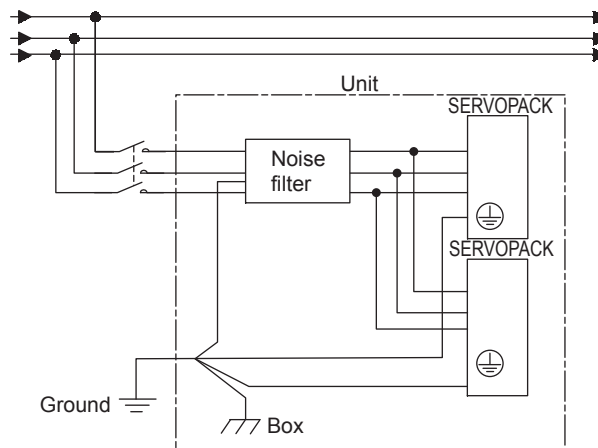 Unit
SERVOPACK
Noise
filter
SERVOPACK
Ground
Box